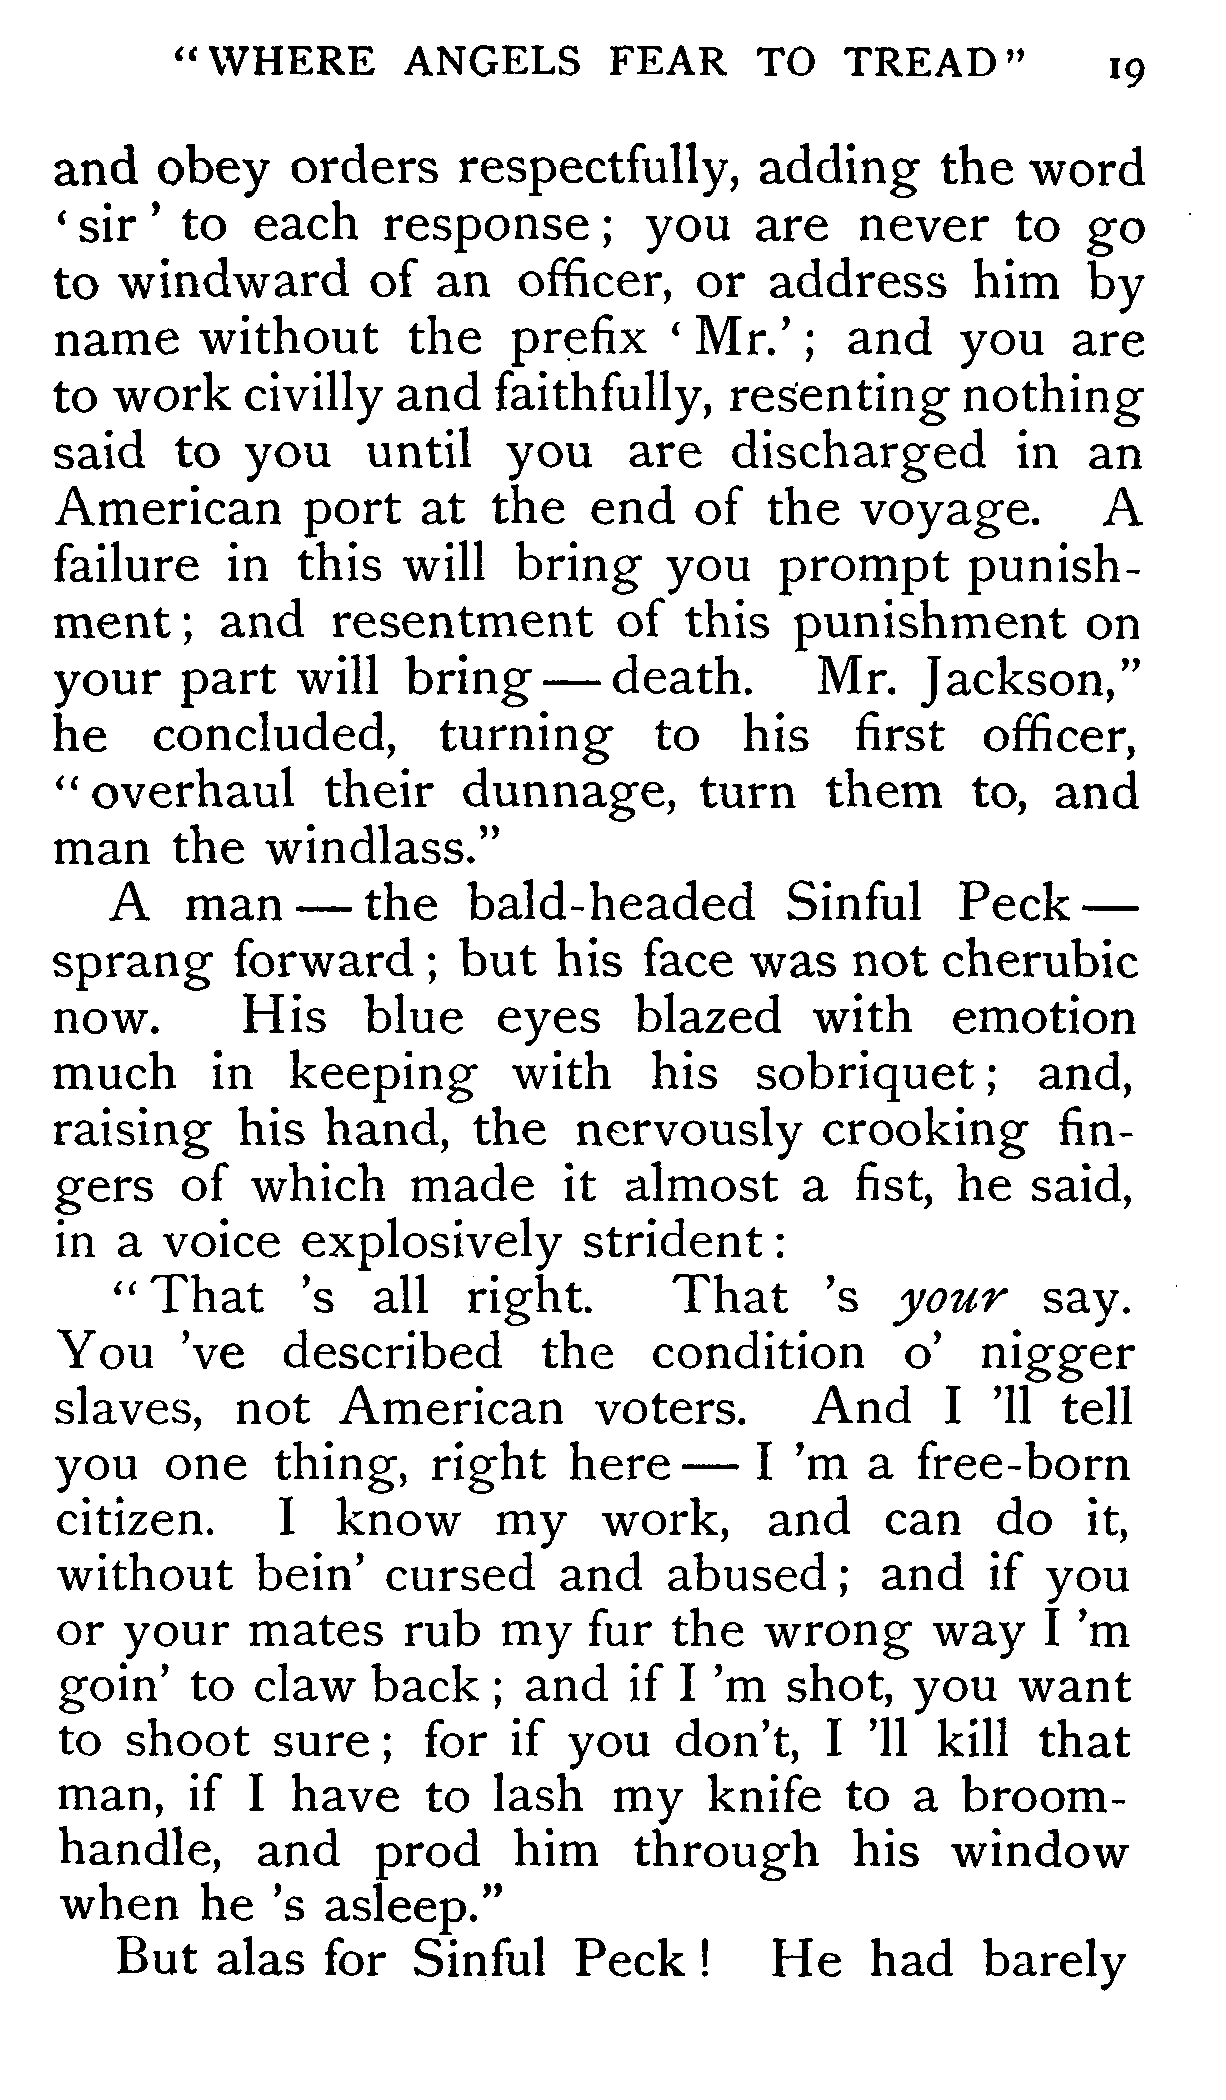 "WHERE ANGELS FEAR TO TREAD" 19
and obey orders respectfully, adding the word
'sir' to each response; you are never to go
to windward of an officer, or address him by
name without the prefix 'Mr.'; and you are
to work civilly and faithfully, resenting nothing
said to you until you are discharged in an
American port at the end of the voyage. A
failure in this will bring you prompt punish-
ment; and resentment of this punishment on
your part will bring—death. Mr. Jackson,"
he concluded, turning to his first officer,
"overhaul their dunnage, turn them to, and
man the windlass."
A man—the bald-headed Sinful Peck—
sprang forward; but his face was not cherubic
now. His blue eyes blazed with emotion
much in keeping with his sobriquet; and,
raising his hand, the nervously crooking fin-
gers of which made it almost a fist, he said,
in a voice explosively strident:
"That 's all right. That 's your say.
You 've described the condition o' nigger
slaves, not American voters. And I 'll tell
you one thing, right here—I 'm a free-born
citizen. I know my work, and can do it,
without bein' cursed and abused; and if you
or your mates rub my fur the wrong way I 'm
goin' to claw back; and if I 'm shot, you want
to shoot sure; for if you don't, I 'll kill that
man, if I have to lash my knife to a broom-
handle, and prod him through his window
when he 's asleep."
But alas for Sinful Peck! He had barely